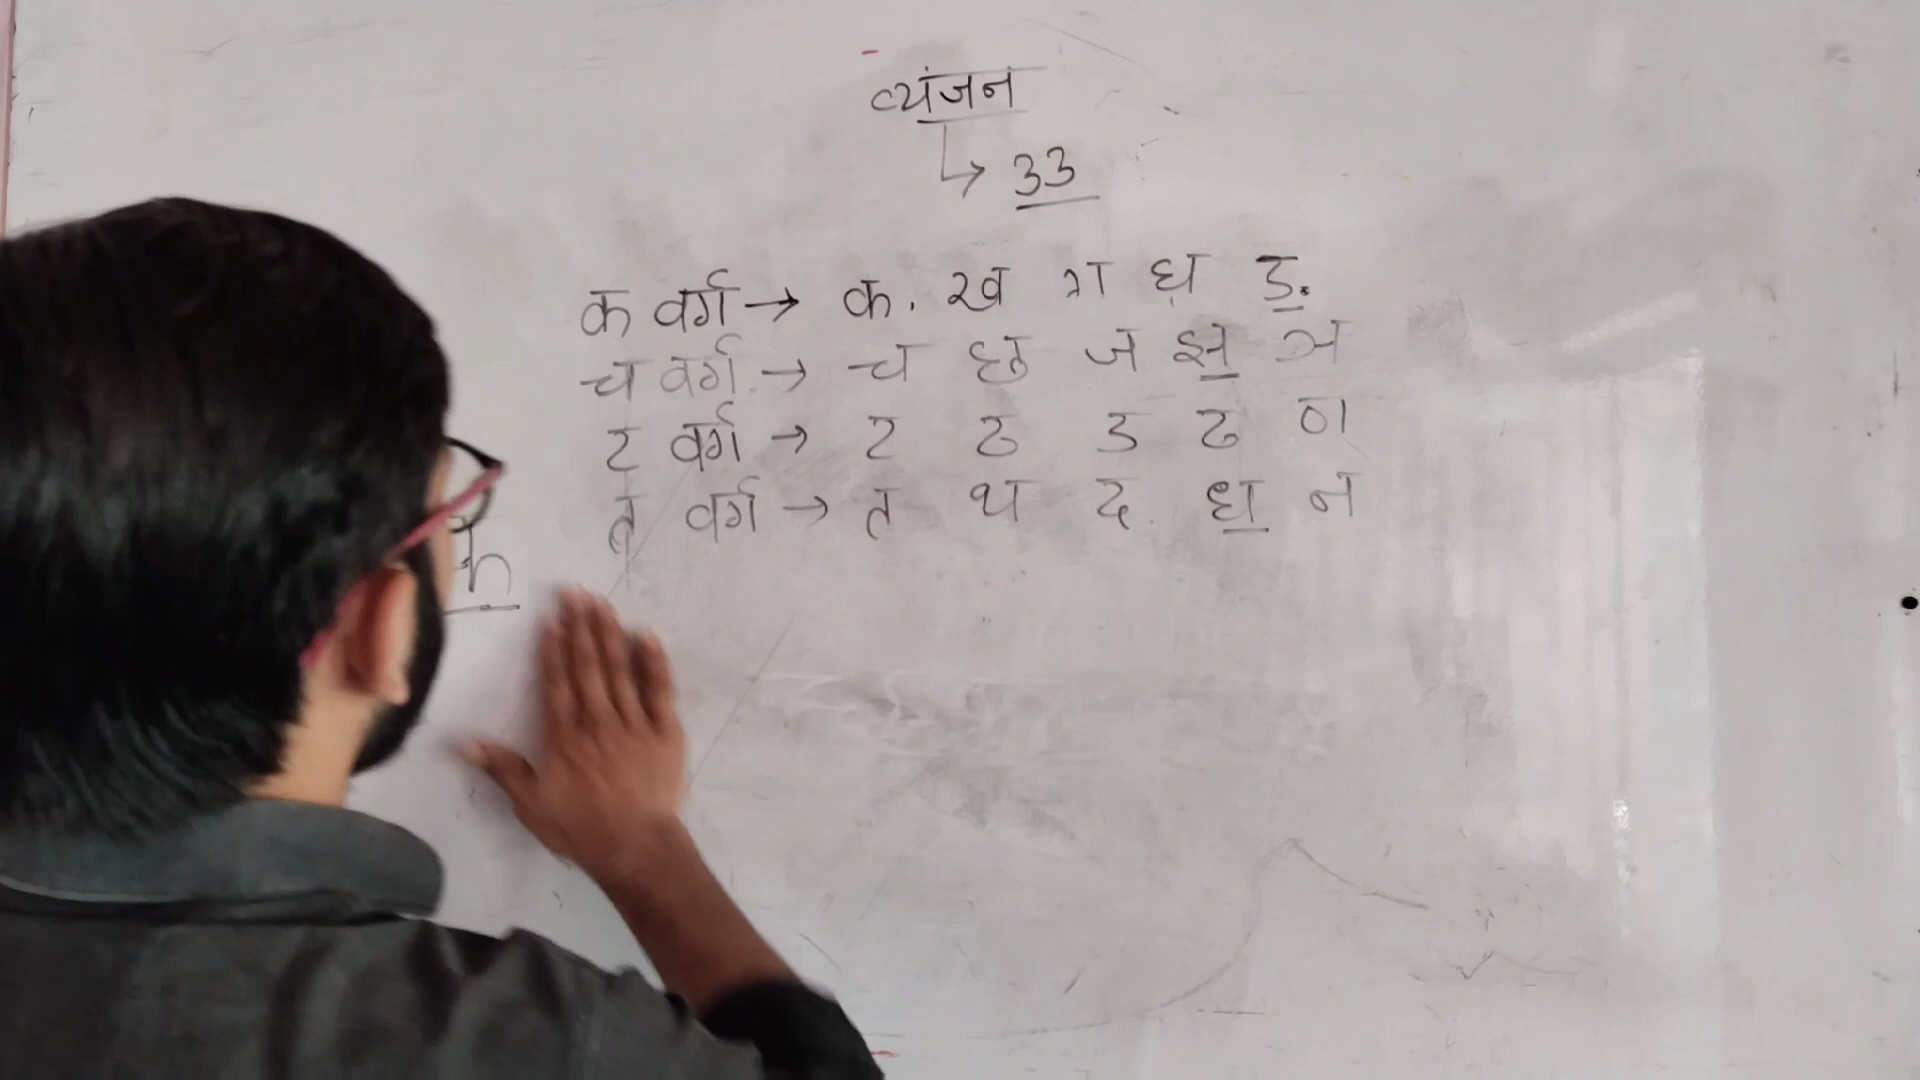 व्यंजन
↳ 33
क वर्ग → क. ख ग घ ङ
च वर्ग → च छ ज झ ञ
ट वर्ग → ट ठ ड ढ ण
त वर्ग → त थ द ध न